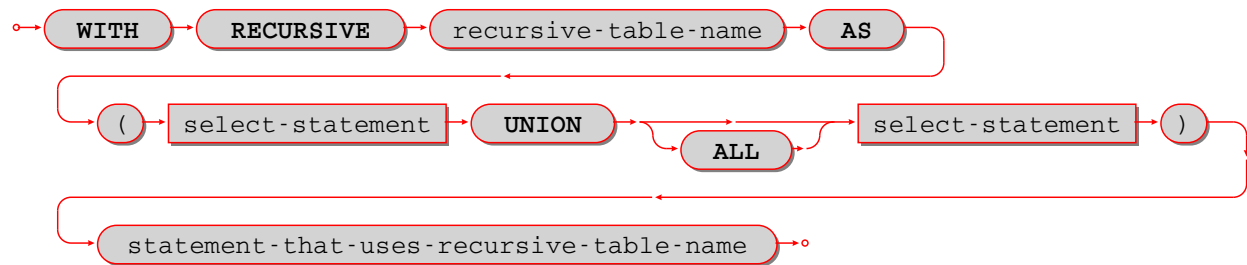 WITH RECURSIVE recursive-table-name AS
( select-statement UNION ALL select-statement )
statement-that-uses-recursive-table-name